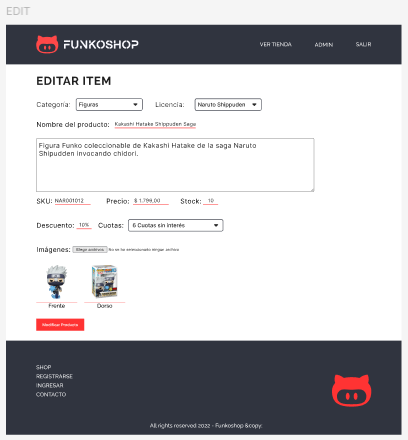 EDIT
FUNKOSHOP
VER TIENDA ADMIN SALIR
EDITAR ITEM
Categoría: Figuras Licencia: Naruto Shippuden
Nombre del producto: Kakashi Hatake Shippuden Saga
Figura Funko coleccionable de Kakashi Hatake de la saga Naruto
Shipudden invocando chidori.
SKU: NAR001012 Precio: $ 1.799,00 Stock: 10
Descuento: 10% Cuotas: 6 Cuotas sin interés
Imágenes: Elegir archivos No se ha seleccionado ningun archivo
Frente Dorso
Modificar Producto
SHOP
REGISTRARSE
INGRESAR
CONTACTO
All rights reserved 2022 - Funkoshop &copy;